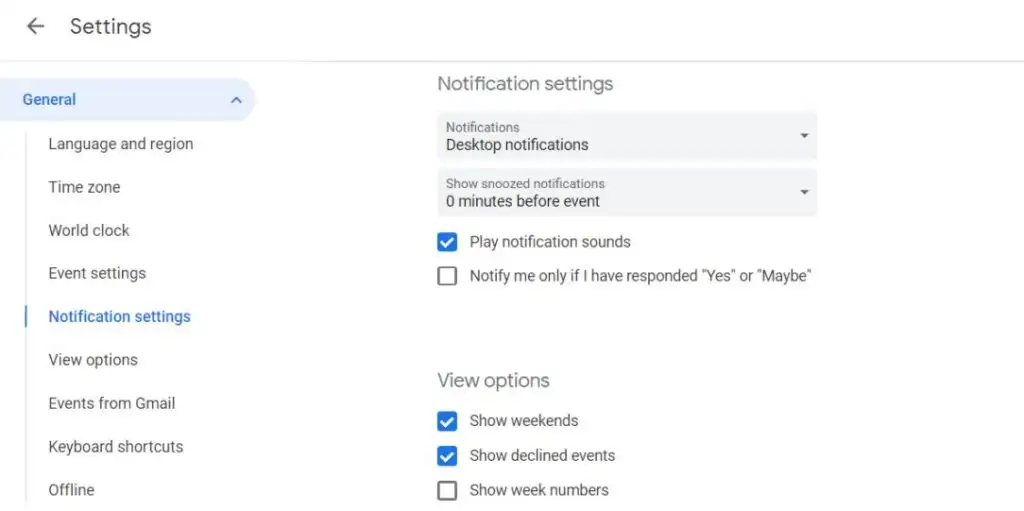 Settings
General
Language and region
Time zone
World clock
Event settings
Notification settings
View options
Events from Gmail
Keyboard shortcuts
Offline
Notification settings
Notifications
Desktop notifications
Show snoozed notifications
0 minutes before event
Play notification sounds
Notify me only if I have responded "Yes" or "Maybe"
View options
Show weekends
Show declined events
Show week numbers